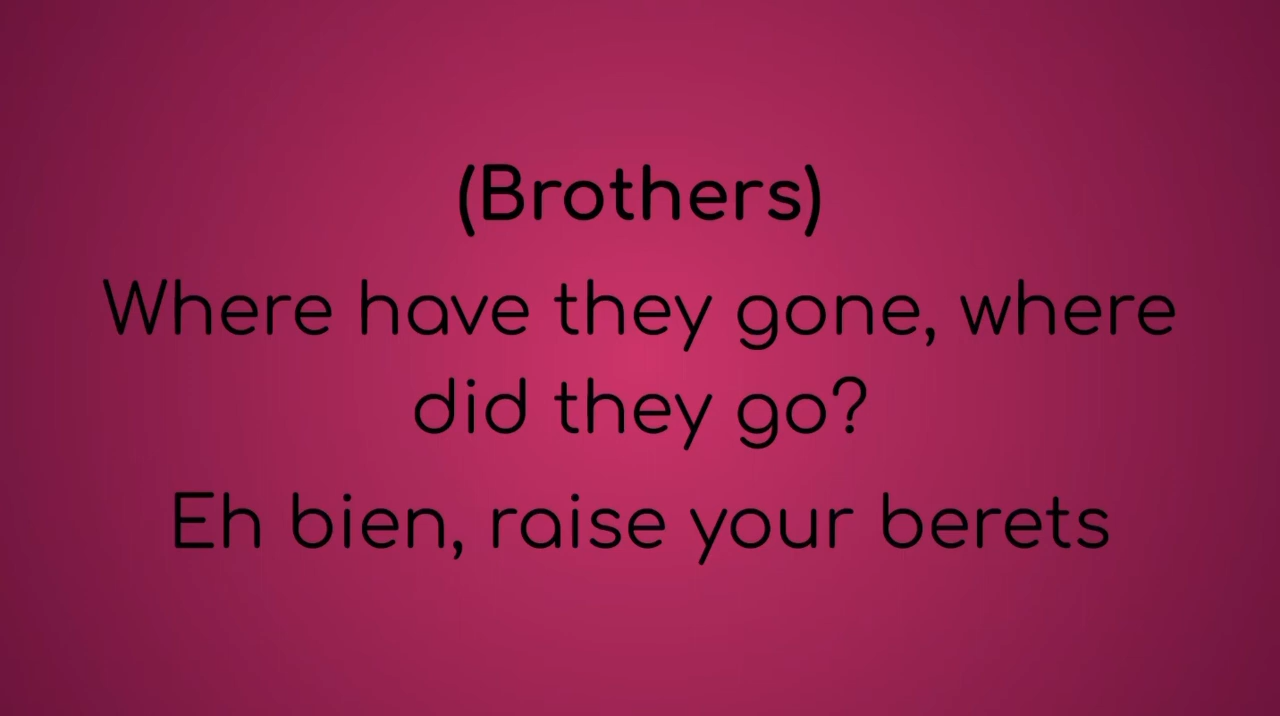 (Brothers)
Where have they gone, where
did they go?
Eh bien, raise your berets